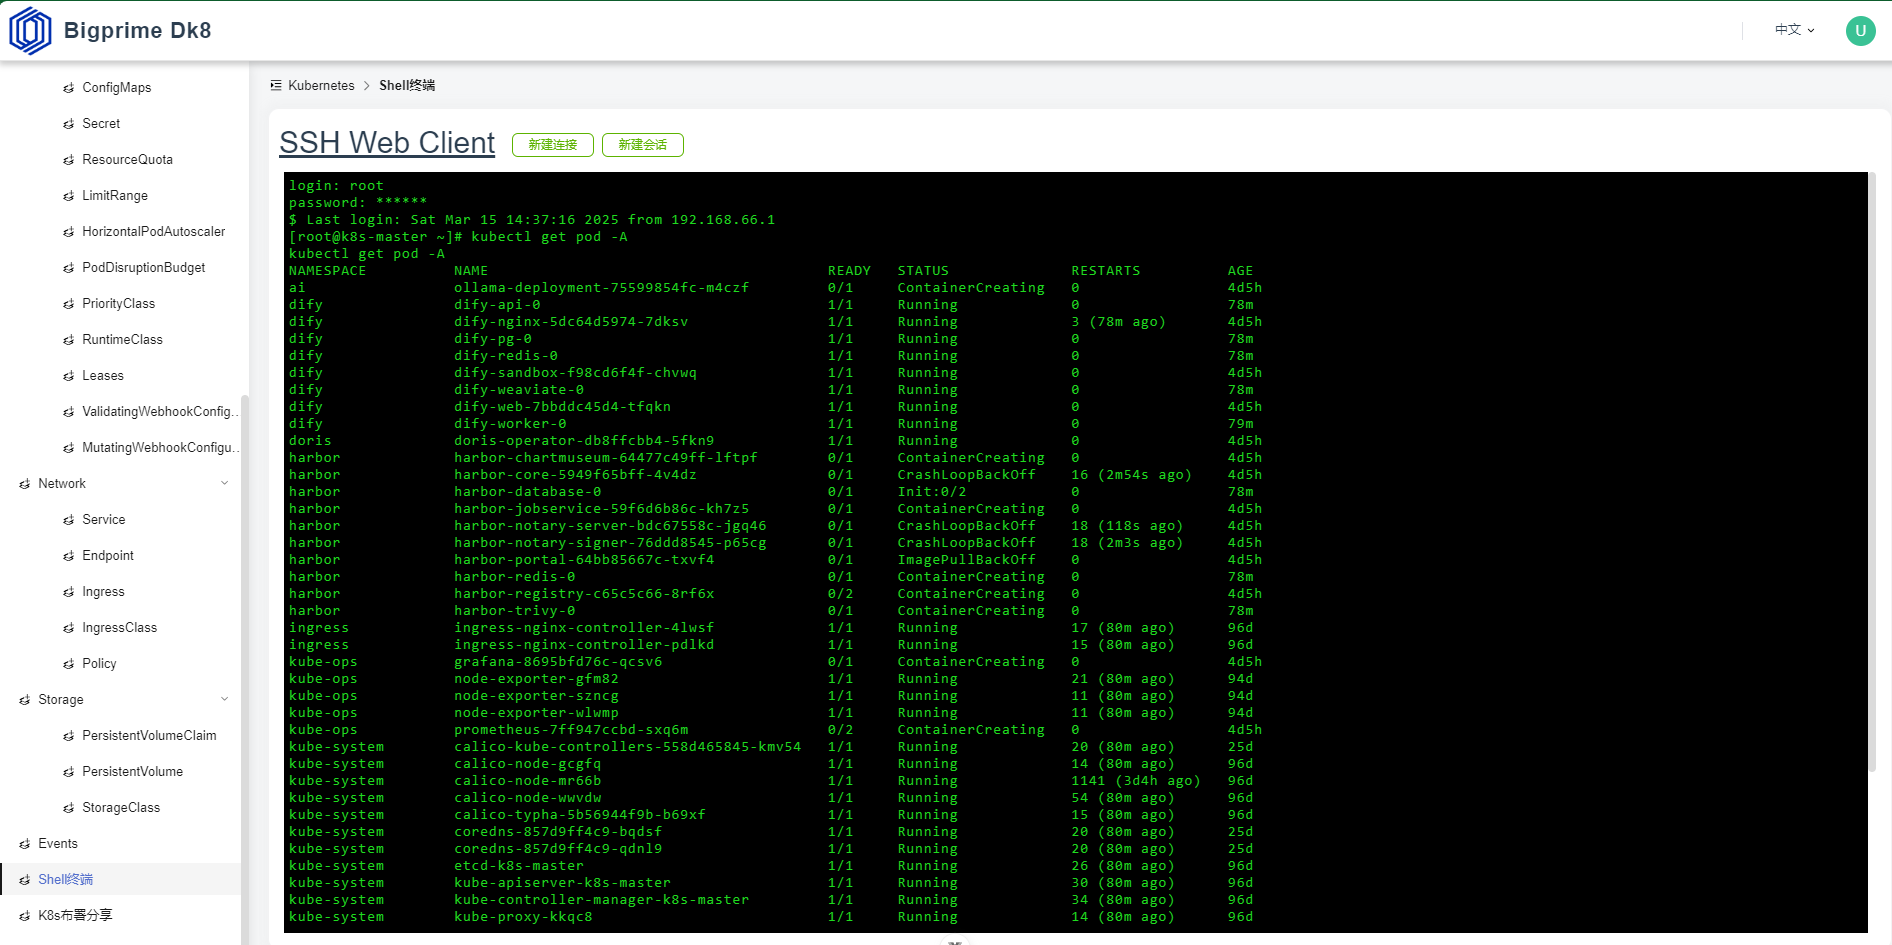 Bigprime Dk8
中文
U
ConfigMaps
Secret
ResourceQuota
LimitRange
HorizontalPodAutoscaler
PodDisruptionBudget
PriorityClass
RuntimeClass
Leases
ValidatingWebhookConfig...
MutatingWebhookConfigu...
Network
Service
Endpoint
Ingress
IngressClass
Policy
Storage
PersistentVolumeClaim
PersistentVolume
StorageClass
Events
Shell终端
K8s布署分享
Kubernetes > Shell终端
SSH Web Client 新建连接 新建会话
login: root
password: ******
$ Last login: Sat Mar 15 14:37:16 2025 from 192.168.66.1
[root@k8s-master ~]# kubectl get pod -A
kubectl get pod -A
NAMESPACE NAME READY STATUS RESTARTS AGE
ai ollama-deployment-75599854fc-m4czf 0/1 ContainerCreating 0 4d5h
dify dify-api-0 1/1 Running 0 78m
dify dify-nginx-5dc64d5974-7dksv 1/1 Running 3 (78m ago) 4d5h
dify dify-pg-0 1/1 Running 0 78m
dify dify-redis-0 1/1 Running 0 78m
dify dify-sandbox-f98cd6f4f-chvwq 1/1 Running 0 4d5h
dify dify-weaviate-0 1/1 Running 0 78m
dify dify-web-7bbddc45d4-tfqkn 1/1 Running 0 4d5h
dify dify-worker-0 1/1 Running 0 79m
doris doris-operator-db8ffcbb4-5fkn9 1/1 Running 0 4d5h
harbor harbor-chartmuseum-64477c49ff-lftpf 0/1 ContainerCreating 0 4d5h
harbor harbor-core-5949f65bff-4v4dz 0/1 CrashLoopBackOff 16 (2m54s ago) 4d5h
harbor harbor-database-0 0/1 Init:0/2 0 78m
harbor harbor-jobservice-59f6d6b86c-kh7z5 0/1 ContainerCreating 0 4d5h
harbor harbor-notary-server-bdc67558c-jgq46 0/1 CrashLoopBackOff 18 (118s ago) 4d5h
harbor harbor-notary-signer-76ddd8545-p65cg 0/1 CrashLoopBackOff 18 (2m3s ago) 4d5h
harbor harbor-portal-64bb85667c-txvf4 0/1 ImagePullBackOff 0 4d5h
harbor harbor-redis-0 0/1 ContainerCreating 0 78m
harbor harbor-registry-c65c5c66-8rf6x 0/2 ContainerCreating 0 4d5h
harbor harbor-trivy-0 0/1 ContainerCreating 0 78m
ingress ingress-nginx-controller-4lwsf 1/1 Running 17 (80m ago) 96d
ingress ingress-nginx-controller-pdlkd 1/1 Running 15 (80m ago) 96d
kube-ops grafana-8695bfd76c-qcsv6 0/1 ContainerCreating 0 4d5h
kube-ops node-exporter-gfm82 1/1 Running 21 (80m ago) 94d
kube-ops node-exporter-szncg 1/1 Running 11 (80m ago) 94d
kube-ops node-exporter-wlwmp 1/1 Running 11 (80m ago) 94d
kube-ops prometheus-7ff947ccbd-sxq6m 0/2 ContainerCreating 0 4d5h
kube-system calico-kube-controllers-558d465845-kmv54 1/1 Running 20 (80m ago) 25d
kube-system calico-node-gcgfq 1/1 Running 14 (80m ago) 96d
kube-system calico-node-mr66b 1/1 Running 1141 (3d4h ago) 96d
kube-system calico-node-wwvdw 1/1 Running 54 (80m ago) 96d
kube-system calico-typha-5b56944f9b-b69xf 1/1 Running 15 (80m ago) 96d
kube-system coredns-857d9ff4c9-bqdsf 1/1 Running 20 (80m ago) 25d
kube-system coredns-857d9ff4c9-qdnl9 1/1 Running 20 (80m ago) 25d
kube-system etcd-k8s-master 1/1 Running 26 (80m ago) 96d
kube-system kube-apiserver-k8s-master 1/1 Running 30 (80m ago) 96d
kube-system kube-controller-manager-k8s-master 1/1 Running 34 (80m ago) 96d
kube-system kube-proxy-kkqc8 1/1 Running 14 (80m ago) 96d